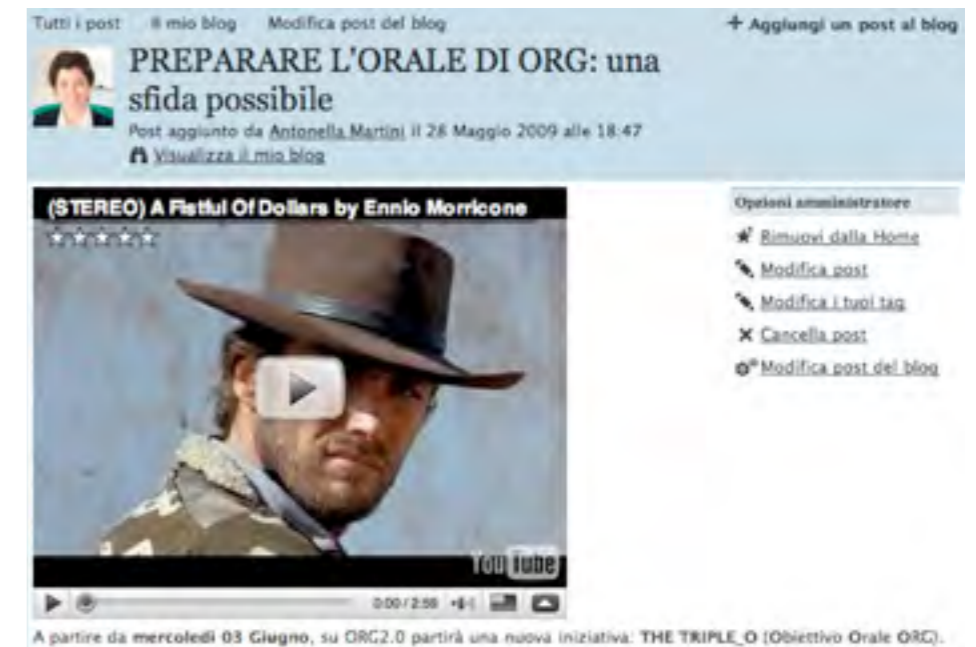 Tutti i post Il mio blog Modifica post del blog + Aggiungi un post al blog
PREPARARE L'ORALE DI ORG: una
sfida possibile
Post aggiunto da Antonella Martini il 28 Maggio 2009 alle 18:47
Visualizza il mio blog
(STEREO) A Fistful Of Dollars by Ennio Morricone
YouTube
0:00 / 2:58
Opzioni amministratore
Rimuovi dalla Home
Modifica post
Modifica i tuoi tag
Cancella post
Modifica post del blog
A partire da mercoledì 03 Giugno, su ORG2.0 partirà una nuova iniziativa: THE TRIPLE_O (Obiettivo Orale ORG).